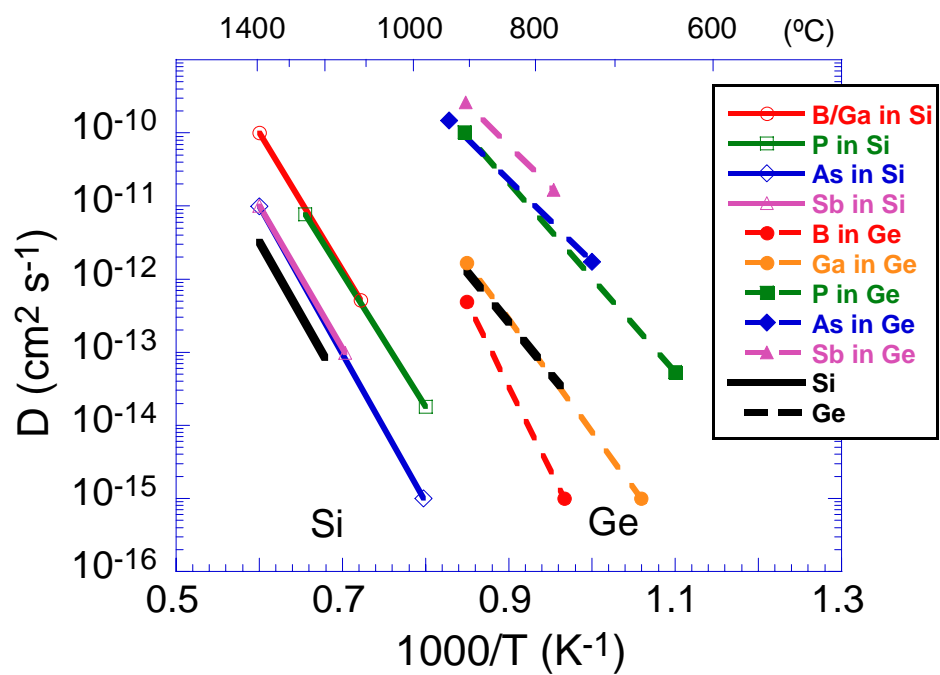 1400 1000 800 600 (ºC)
D (cm² s⁻¹)
10⁻¹⁰
10⁻¹¹
10⁻¹²
10⁻¹³
10⁻¹⁴
10⁻¹⁵
10⁻¹⁶
B/Ga in Si
P in Si
As in Si
Sb in Si
B in Ge
Ga in Ge
P in Ge
As in Ge
Sb in Ge
Si
Ge
Si Ge
0.5 0.7 0.9 1.1 1.3
1000/T (K⁻¹)